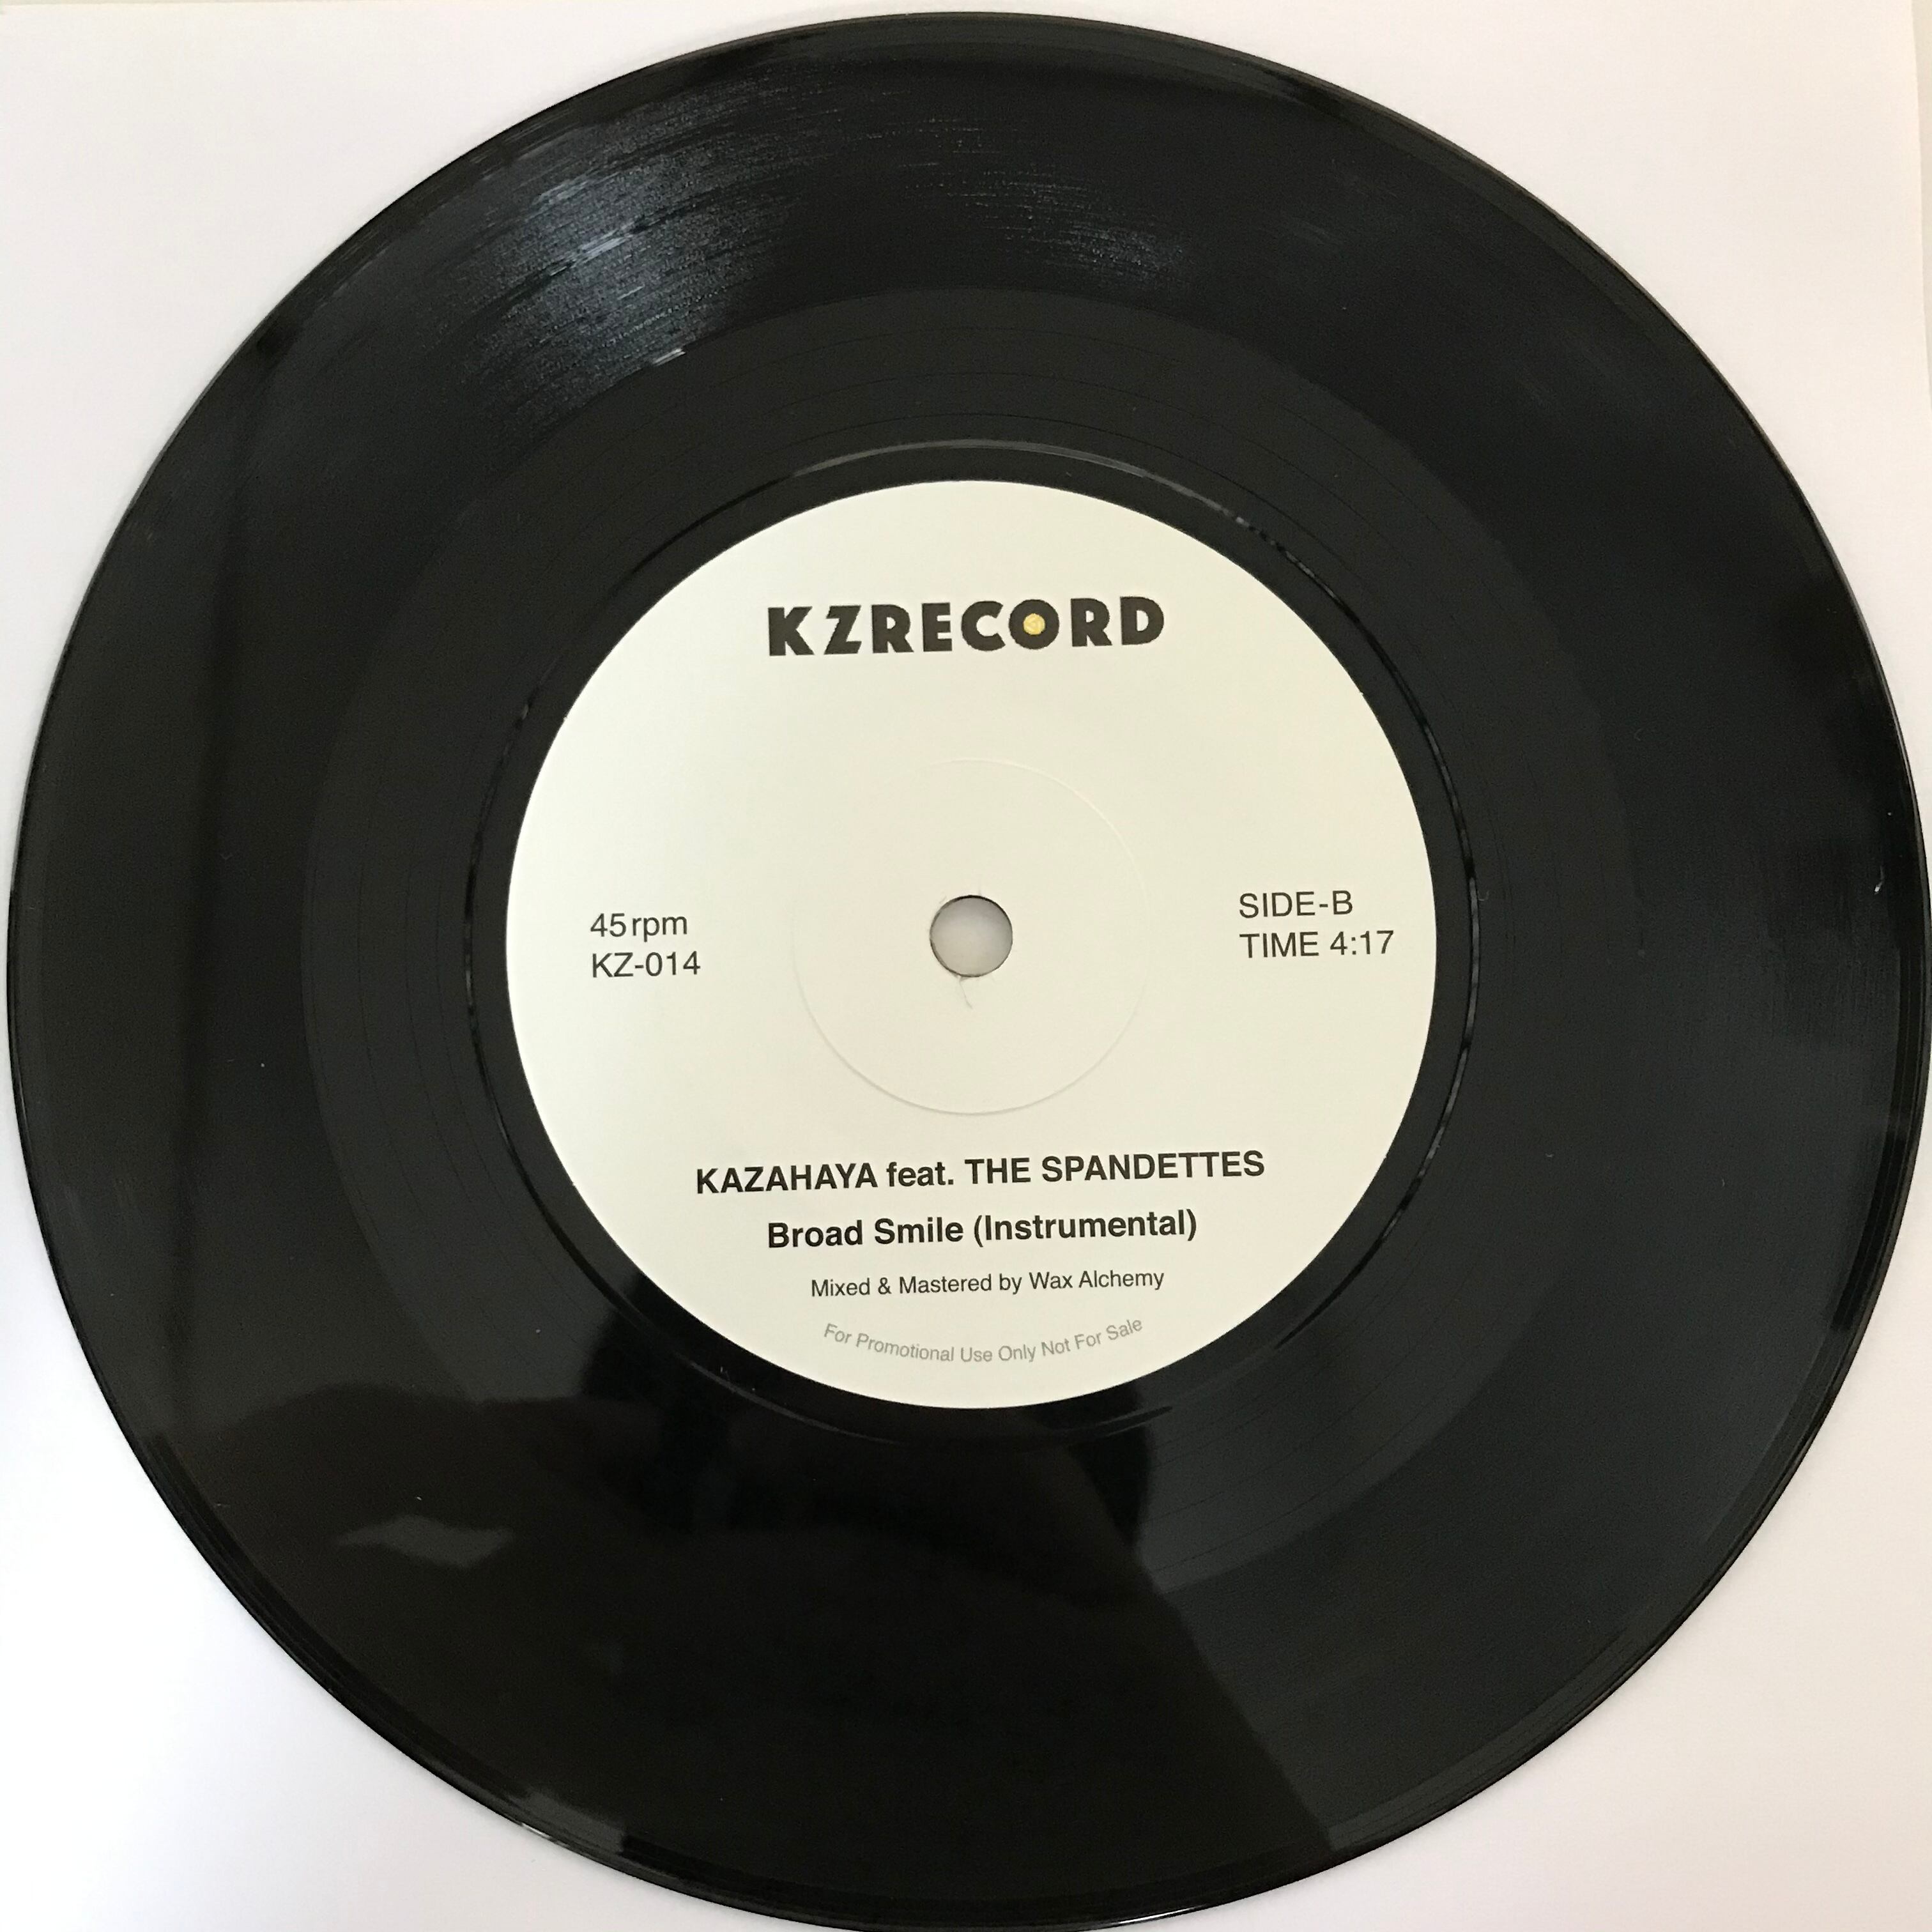 KZRECORD
45rpm
KZ-014
SIDE-B
TIME 4:17
KAZAHAYA feat. THE SPANDETTES
Broad Smile (Instrumental)
Mixed & Mastered by Wax Alchemy
For Promotional Use Only Not For Sale